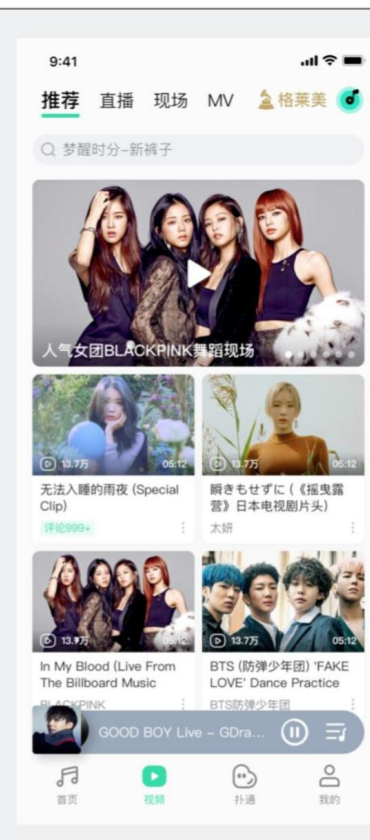 9:41
推荐 直播 现场 MV 格莱美
梦醒时分-新裤子
人气女团BLACKPINK舞蹈现场
13.7万 05:12
13.7万 05:12
无法入睡的雨夜 (Special
Clip)
评论999+
瞬きもせずに (《摇曳露
营》日本电视剧片头)
太妍
13.7万 05:12
13.7万 05:12
In My Blood (Live From
The Billboard Music
BLACKPINK
BTS (防弹少年团) 'FAKE
LOVE' Dance Practice
BTS防弹少年团
GOOD BOY Live - GDra...
首页 视频 扑通 我的